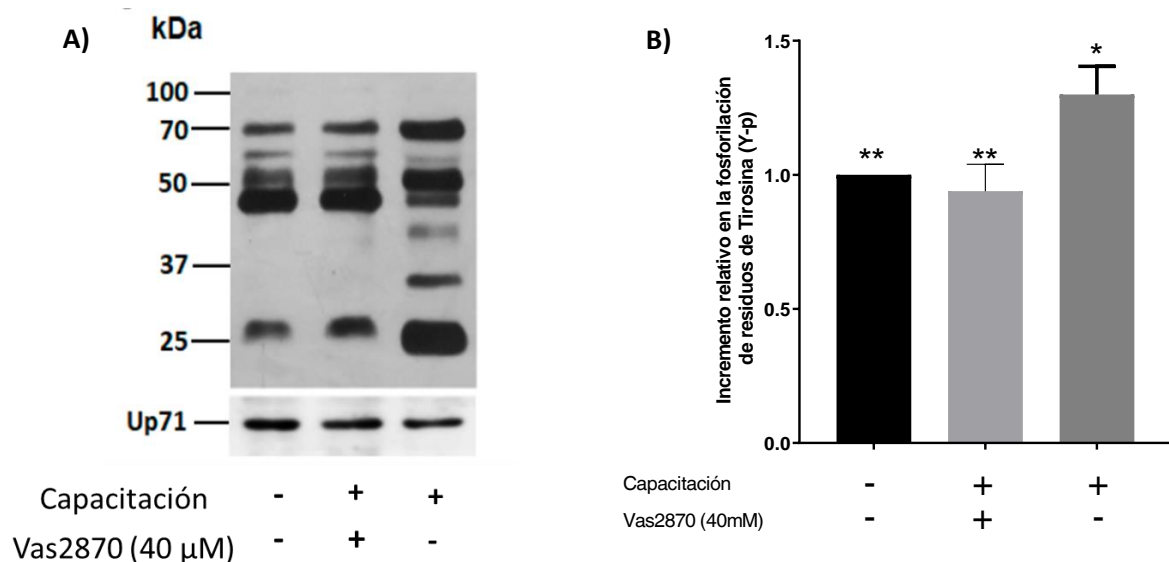 A)
kDa
100
70
50
37
25
Up71
Capacitación - + +
Vas2870 (40 µM) - + -
B)
Incremento relativo en la fosforilación
de residuos de Tirosina (Y-p)
1.5
1.0
0.5
0.0
** ** *
Capacitación - + +
Vas2870 (40mM) - + -